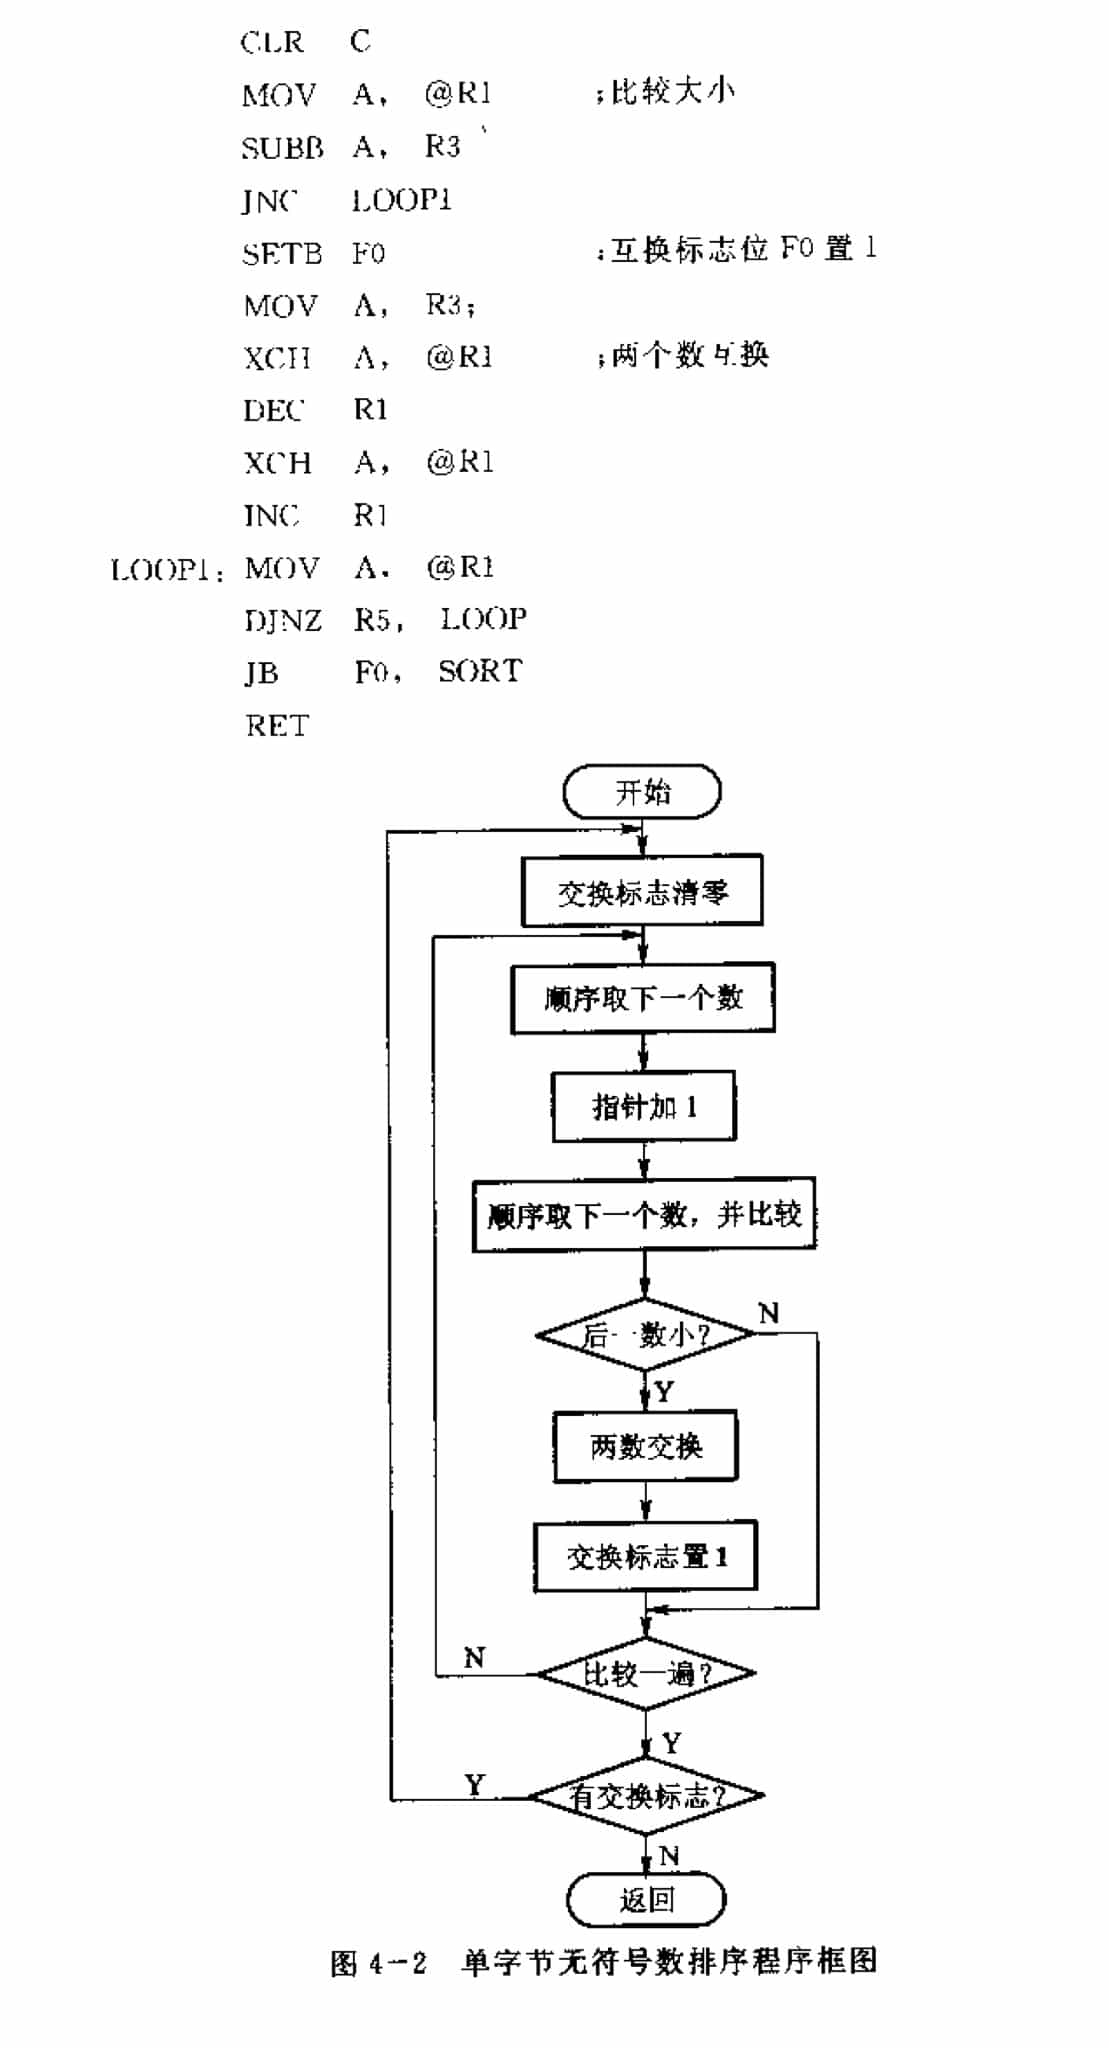 CLR C
MOV A, @R1 ;比较大小
SUBB A, R3
JNC LOOP1
SETB F0 ;互换标志位F0置1
MOV A, R3;
XCH A, @R1 ;两个数互换
DEC R1
XCH A, @R1
INC R1
LOOP1: MOV A, @R1
DJNZ R5, LOOP
JB F0, SORT
RET
开始
交换标志清零
顺序取下一个数
指针加1
顺序取下一个数,并比较
后一数小?
N
Y
两数交换
交换标志置1
N
比较一遍?
Y
Y
有交换标志?
N
返回
图4-2 单字节无符号数排序程序框图